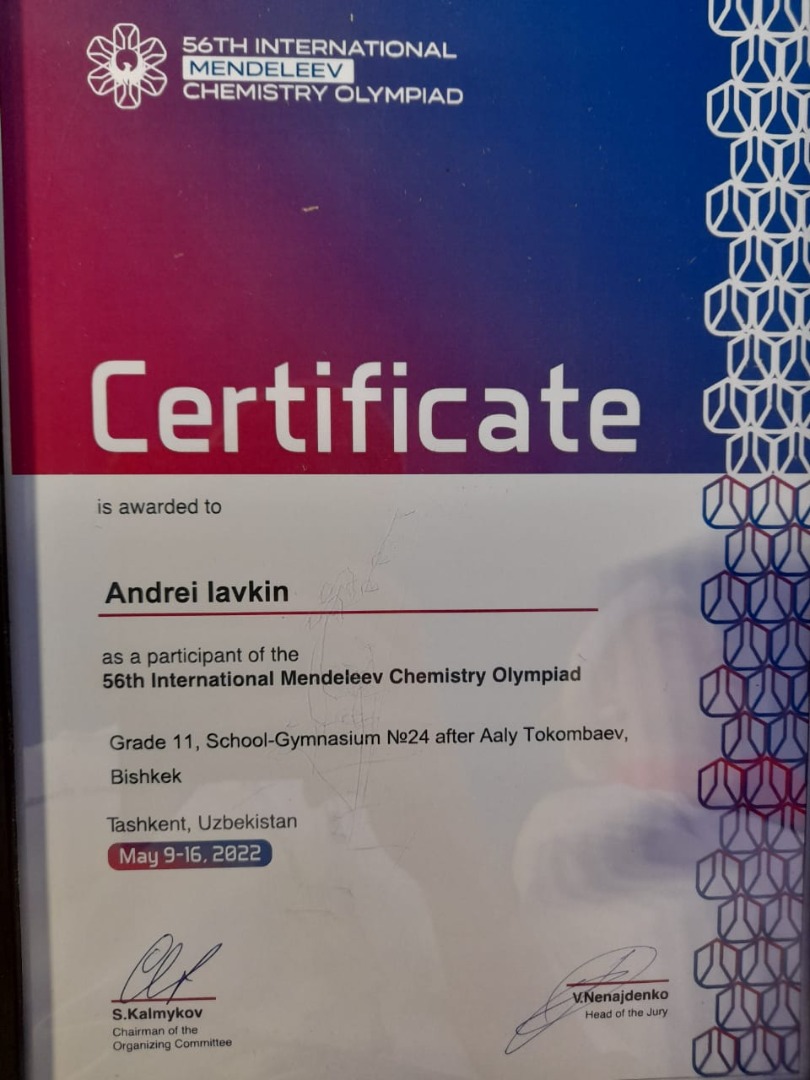 56TH INTERNATIONAL
MENDELEEV
CHEMISTRY OLYMPIAD
Certificate
is awarded to
Andrei Iavkin
as a participant of the
56th International Mendeleev Chemistry Olympiad
Grade 11, School-Gymnasium №24 after Aaly Tokombaev,
Bishkek
Tashkent, Uzbekistan
May 9-16, 2022
S.Kalmykov
Chairman of the
Organizing Committee
V.Nenajdenko
Head of the Jury